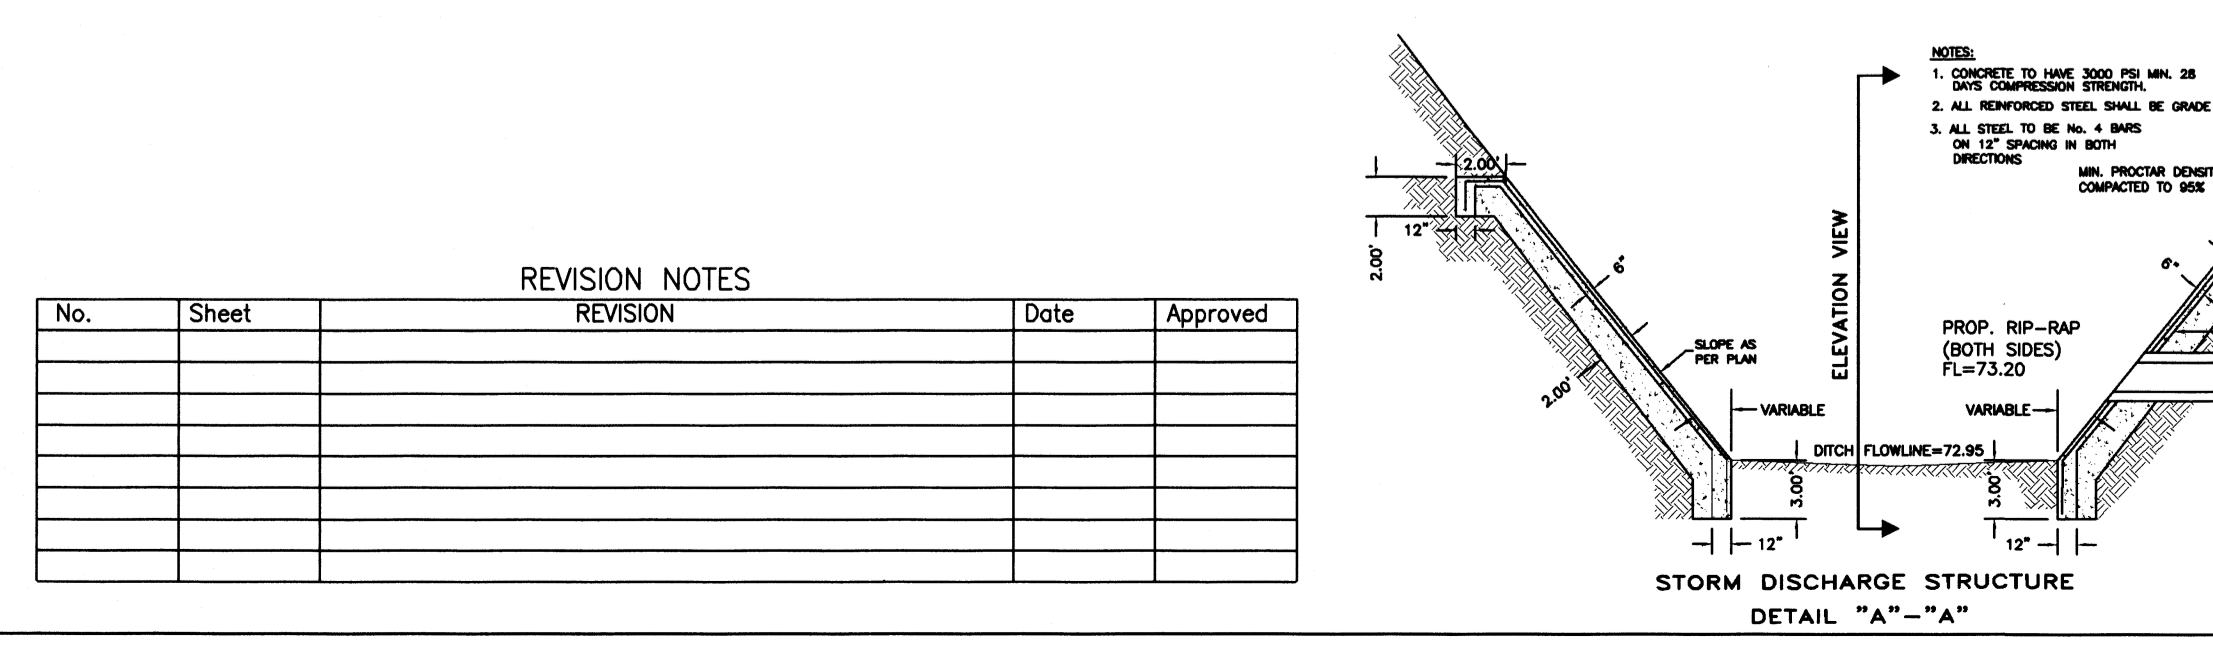 REVISION NOTES
No. Sheet REVISION Date Approved
NOTES:
1. CONCRETE TO HAVE 3000 PSI MIN. 28
DAYS COMPRESSION STRENGTH.
2. ALL REINFORCED STEEL SHALL BE GRADE
3. ALL STEEL TO BE No. 4 BARS
ON 12" SPACING IN BOTH
DIRECTIONS
MIN. PROCTAR DENSIT
COMPACTED TO 95%
2.00'
12"
2.00'
6"
SLOPE AS
PER PLAN
2.00'
ELEVATION VIEW
6"
PROP. RIP-RAP
(BOTH SIDES)
FL=73.20
VARIABLE
VARIABLE
DITCH FLOWLINE=72.95
3.00'
3.00'
12"
12"
STORM DISCHARGE STRUCTURE
DETAIL "A"-"A"